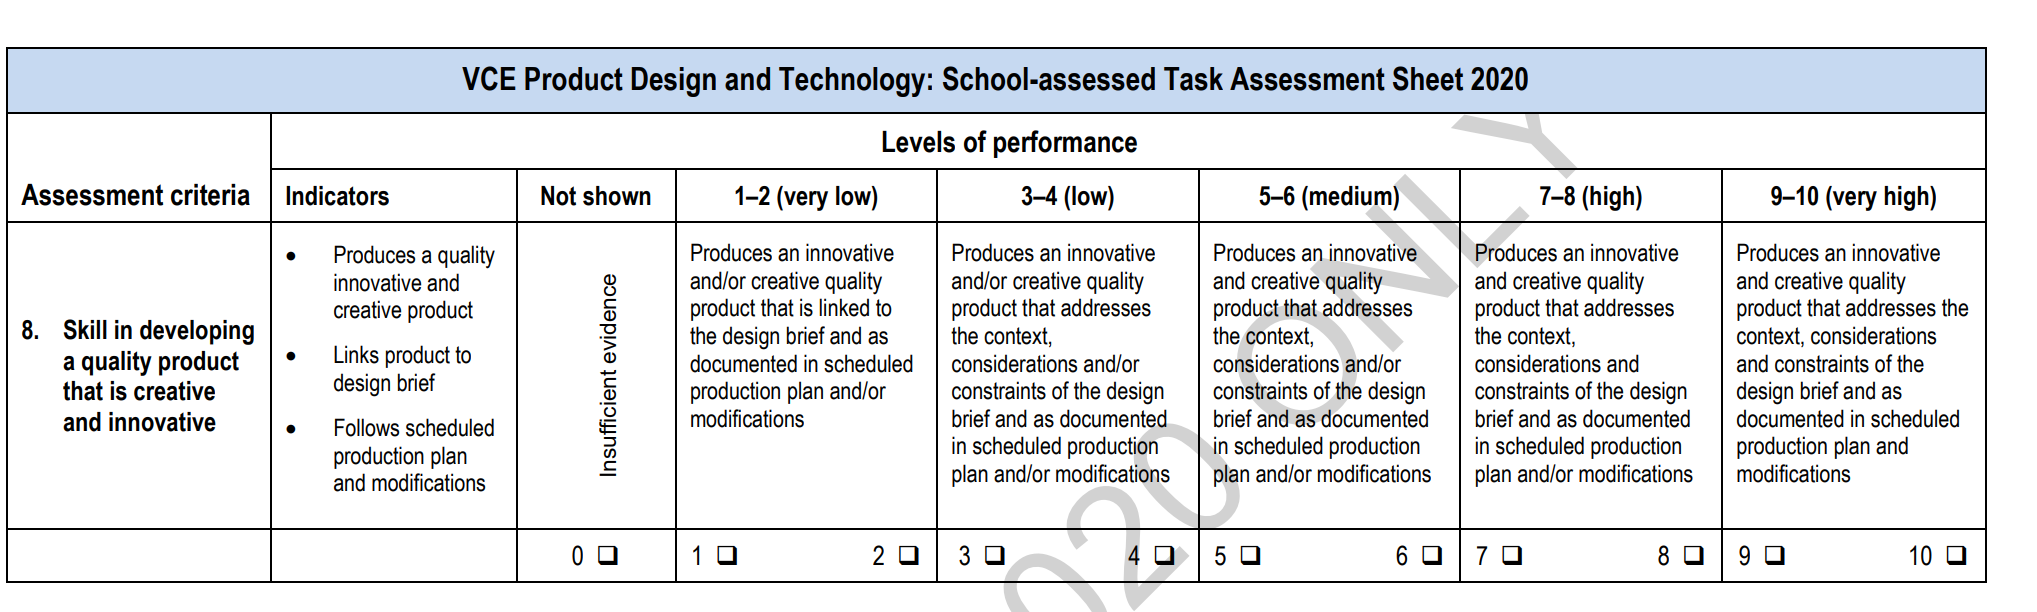 VCE Product Design and Technology: School-assessed Task Assessment Sheet 2020
Levels of performance
Assessment criteria
Indicators
Not shown
1–2 (very low)
3–4 (low)
5–6 (medium)
7–8 (high)
9–10 (very high)
8. Skill in developing
a quality product
that is creative
and innovative
• Produces a quality
innovative and
creative product
• Links product to
design brief
• Follows scheduled
production plan
and modifications
Insufficient evidence
Produces an innovative
and/or creative quality
product that is linked to
the design brief and as
documented in scheduled
production plan and/or
modifications
Produces an innovative
and/or creative quality
product that addresses
the context,
considerations and/or
constraints of the design
brief and as documented
in scheduled production
plan and/or modifications
Produces an innovative
and creative quality
product that addresses
the context,
considerations and/or
constraints of the design
brief and as documented
in scheduled production
plan and/or modifications
Produces an innovative
and creative quality
product that addresses
the context,
considerations and
constraints of the design
brief and as documented
in scheduled production
plan and/or modifications
Produces an innovative
and creative quality
product that addresses the
context, considerations
and constraints of the
design brief and as
documented in scheduled
production plan and
modifications
0 ❑
1 ❑ 2 ❑
3 ❑ 4 ❑
5 ❑ 6 ❑
7 ❑ 8 ❑
9 ❑ 10 ❑
020 ONLY